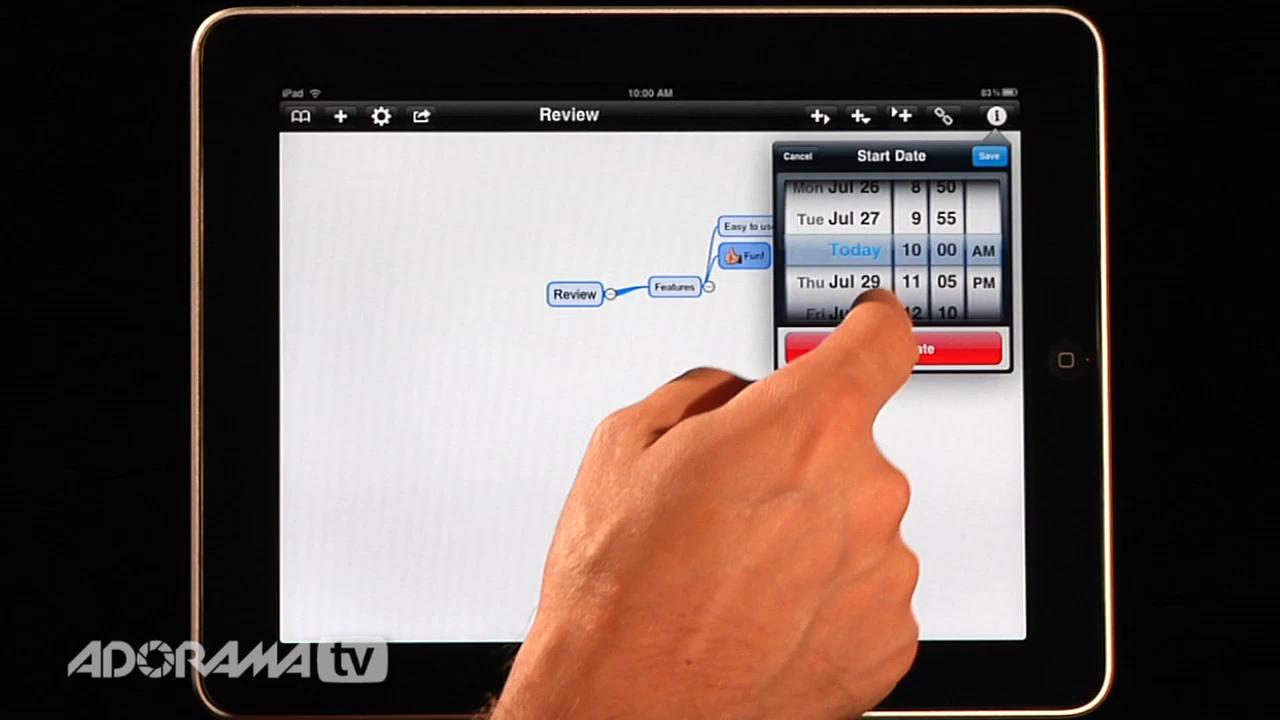 iPad 10:00 AM 83%
Review
Cancel Start Date Save
Mon Jul 26 8 50
Tue Jul 27 9 55
Today 10 00 AM
Thu Jul 29 11 05 PM
Fri 12 10
Easy to use
Fun!
Review Features
ADORAMA tv